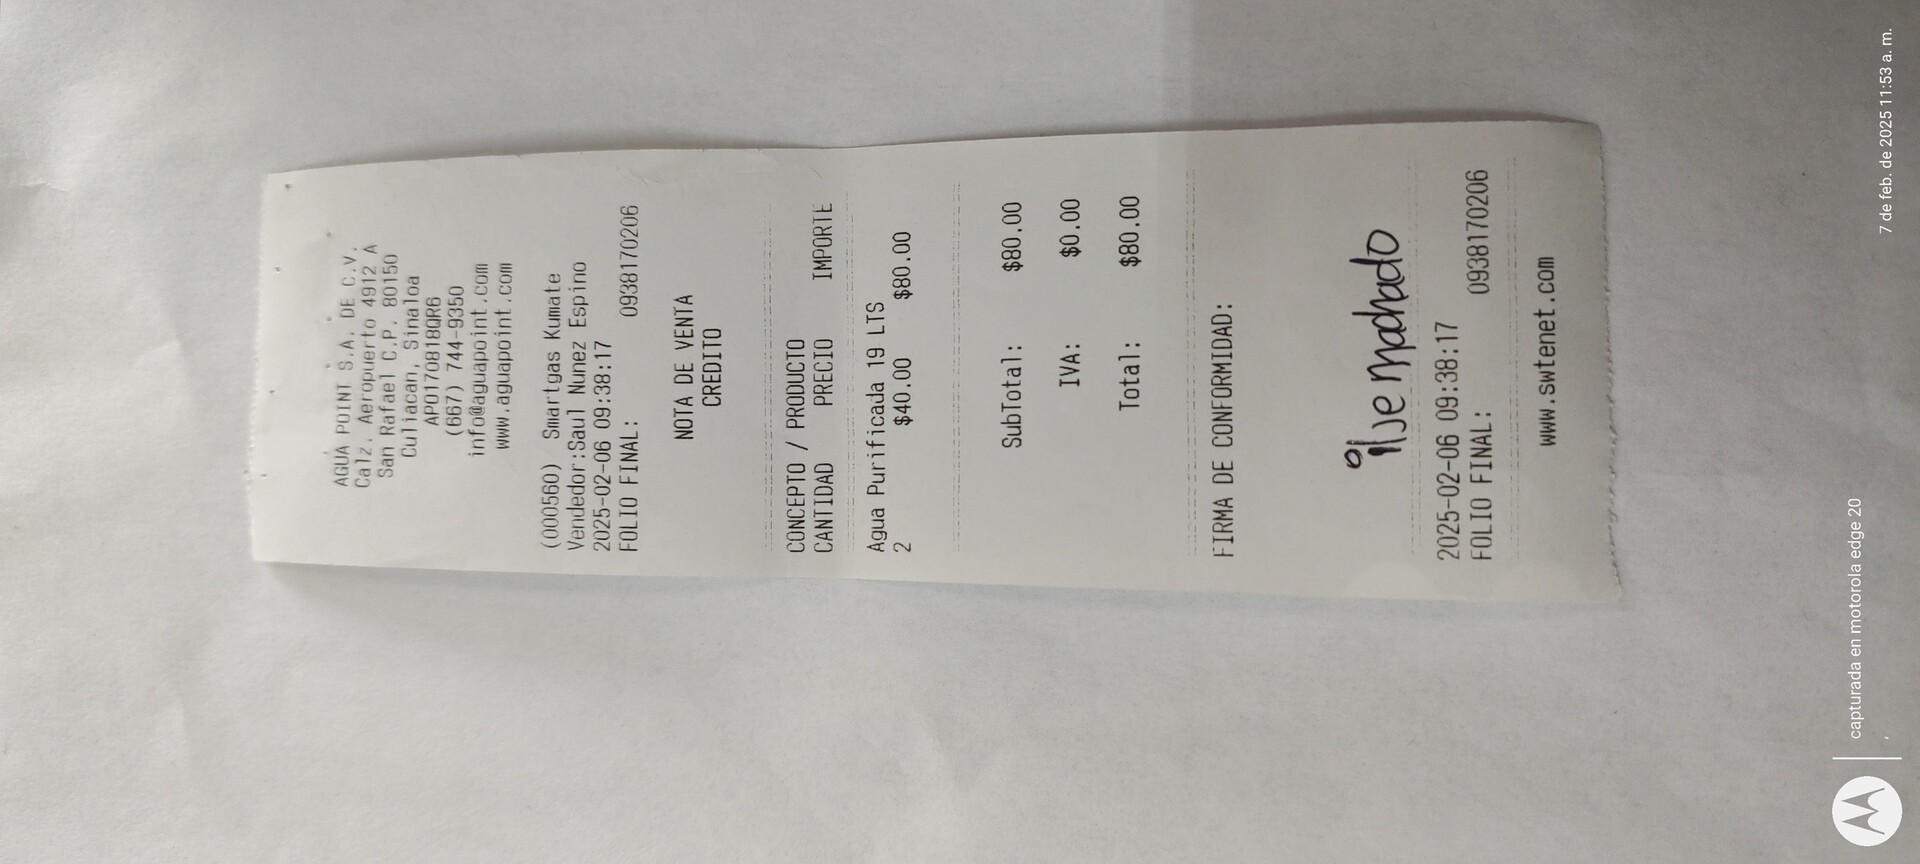 AGUA POINT S.A. DE C.V.
Calz. Aeropuerto 4912 A
San Rafael C.P. 80150
Culiacan, Sinaloa
APO170818QR6
(667) 744-9350
info@aguapoint.com
www.aguapoint.com
(000560) Smartgas Kumate
Vendedor:Saul Nunez Espino
2025-02-06 09:38:17
FOLIO FINAL: 0938170206
NOTA DE VENTA
CREDITO
CONCEPTO / PRODUCTO
CANTIDAD PRECIO IMPORTE
Agua Purificada 19 LTS
2 $40.00 $80.00
SubTotal: $80.00
IVA: $0.00
Total: $80.00
FIRMA DE CONFORMIDAD:
Machado
2025-02-06 09:38:17
FOLIO FINAL: 0938170206
www.swtenet.com
capturada en motorola edge 20
7 de feb. de 2025 11:53 a. m.